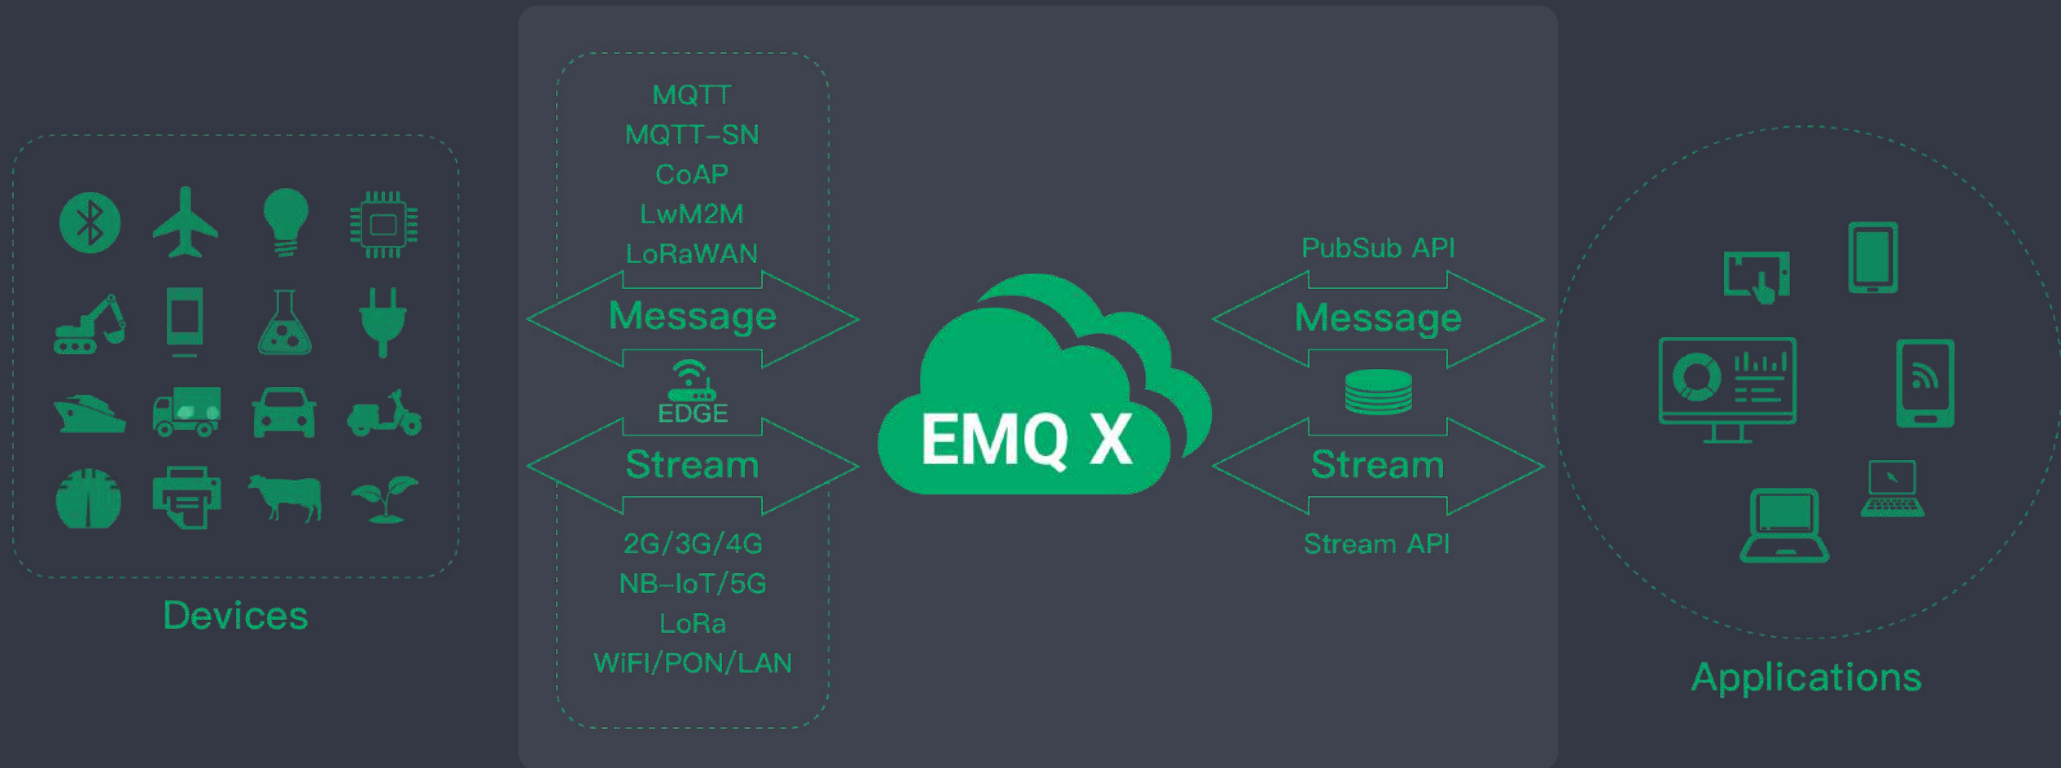 MQTT
MQTT-SN
CoAP
LwM2M
LoRaWAN
Message
EDGE
Stream
2G/3G/4G
NB-IoT/5G
LoRa
WiFI/PON/LAN
Devices
EMQ X
PubSub API
Message
Stream
Stream API
Applications